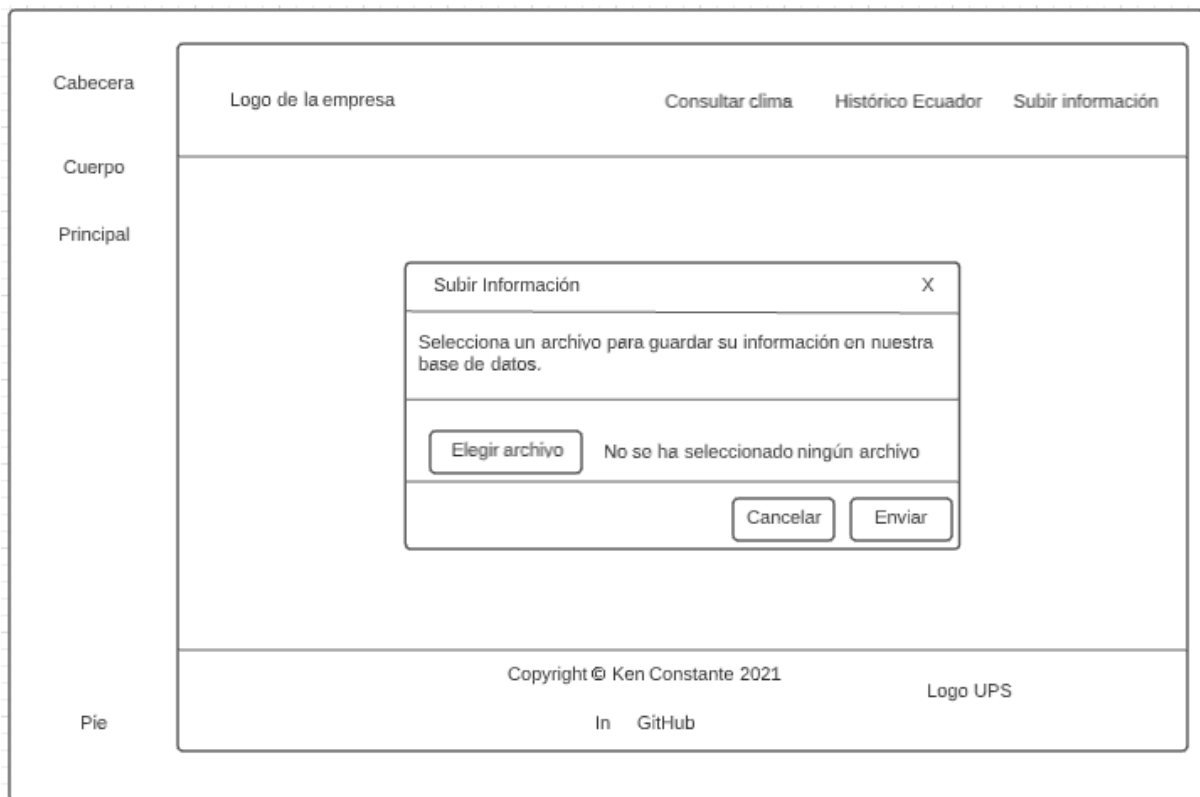 Cabecera
Logo de la empresa
Consultar clima
Histórico Ecuador
Subir información
Cuerpo
Principal
Subir Información
X
Selecciona un archivo para guardar su información en nuestra
base de datos.
Elegir archivo
No se ha seleccionado ningún archivo
Cancelar
Enviar
Copyright © Ken Constante 2021
Logo UPS
Pie
In
GitHub